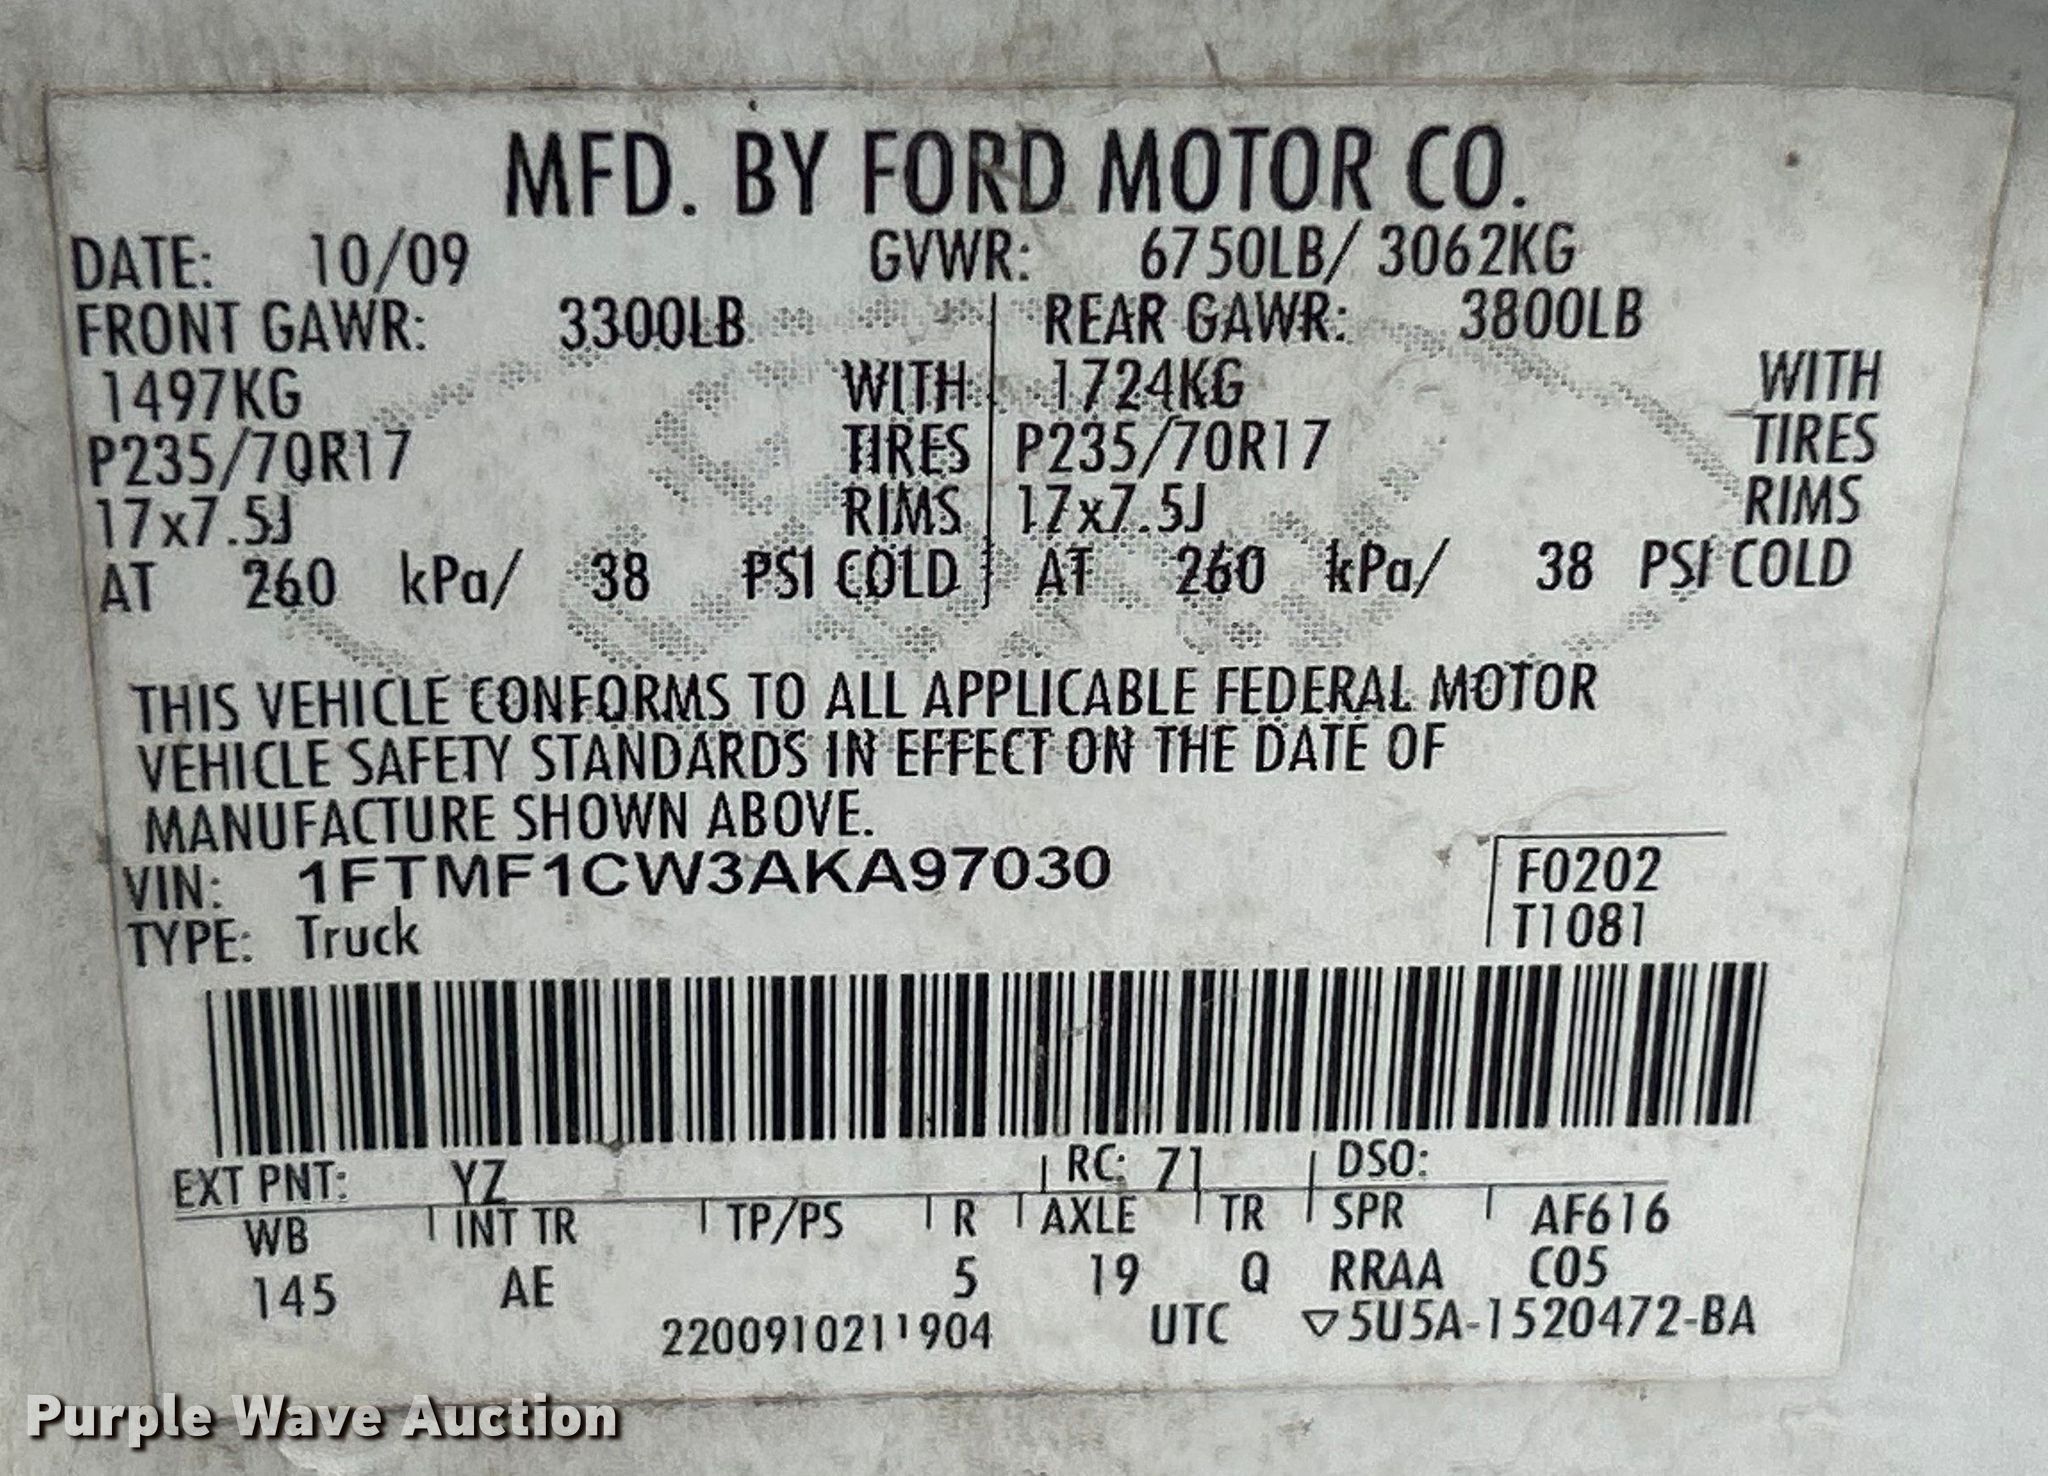 MFD. BY FORD MOTOR CO.
DATE: 10/09 GVWR: 6750LB/ 3062KG
FRONT GAWR: 3300LB REAR GAWR: 3800LB
1497KG WITH 1724KG WITH
P235/70R17 TIRES P235/70R17 TIRES
17x7.5J RIMS 17x7.5J RIMS
AT 260 kPa/ 38 PSI COLD AT 260 kPa/ 38 PSI COLD
THIS VEHICLE CONFORMS TO ALL APPLICABLE FEDERAL MOTOR
VEHICLE SAFETY STANDARDS IN EFFECT ON THE DATE OF
MANUFACTURE SHOWN ABOVE.
VIN: 1FTMF1CW3AKA97030 F0202
TYPE: Truck T1081
EXT PNT: YZ RC: 71 DSO:
WB INT TR TP/PS R AXLE TR SPR AF616
145 AE 5 19 Q RRAA C05
2200910211904 UTC ▽5U5A-1520472-BA
Purple Wave Auction